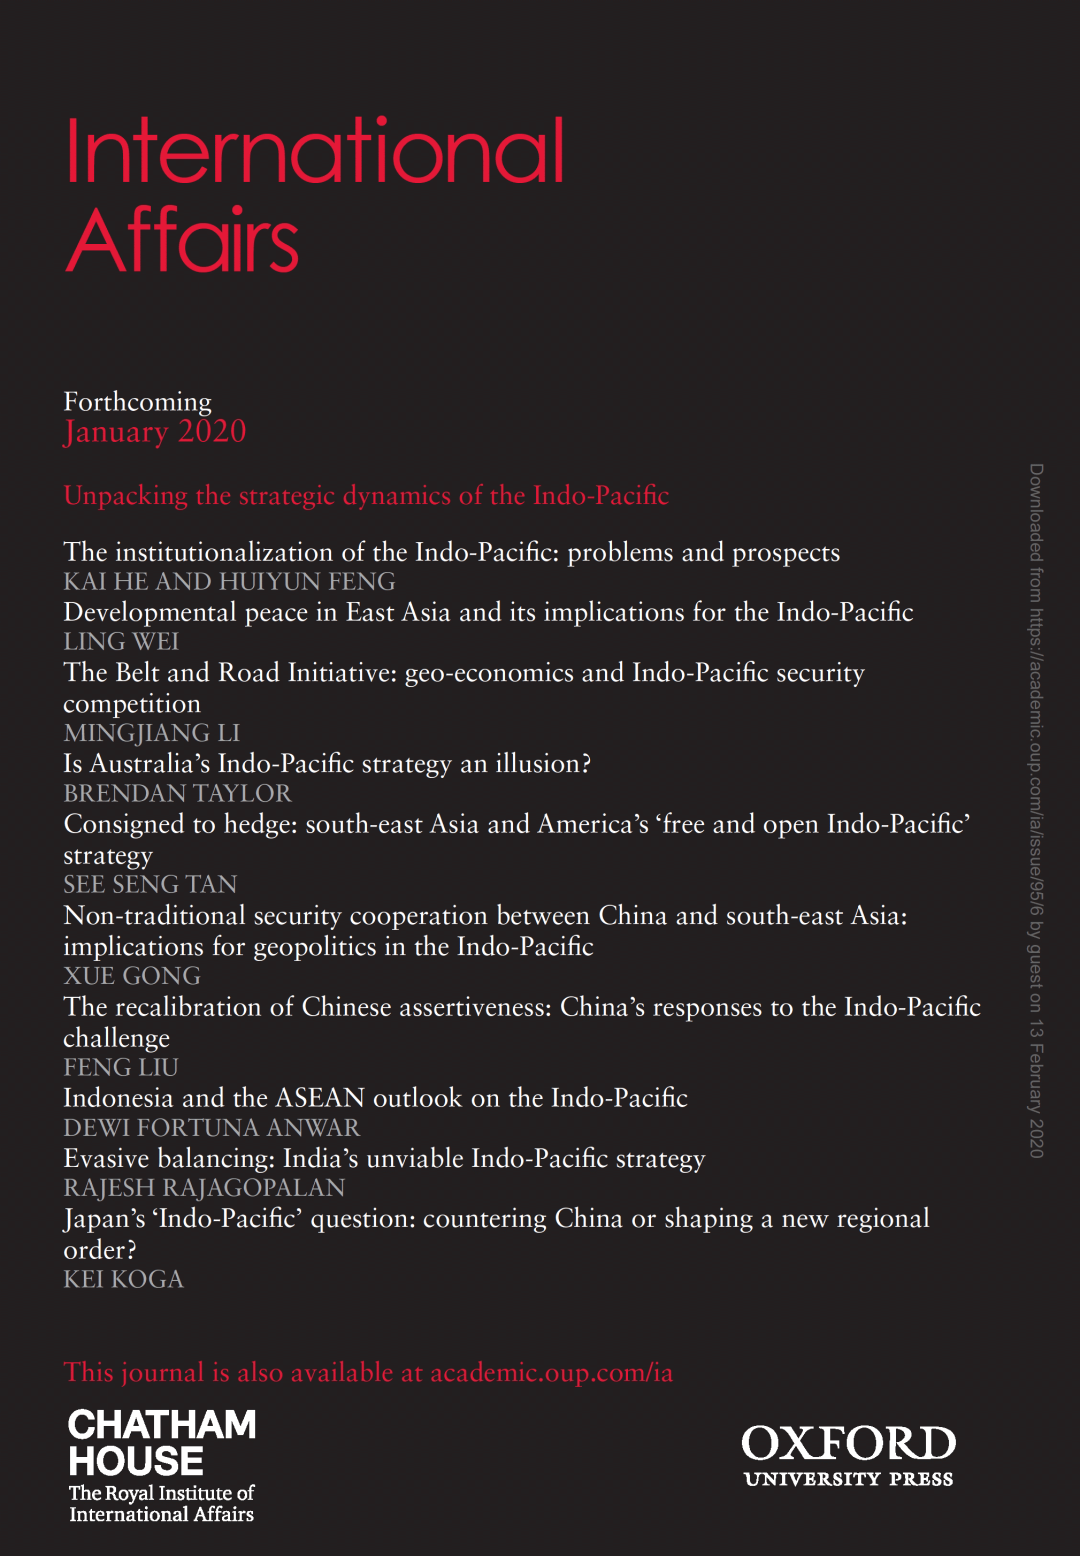 International
Affairs
Forthcoming
January 2020
Unpacking the strategic dynamics of the Indo-Pacific
The institutionalization of the Indo-Pacific: problems and prospects
KAI HE AND HUIYUN FENG
Developmental peace in East Asia and its implications for the Indo-Pacific
LING WEI
The Belt and Road Initiative: geo-economics and Indo-Pacific security
competition
MINGJIANG LI
Is Australia’s Indo-Pacific strategy an illusion?
BRENDAN TAYLOR
Consigned to hedge: south-east Asia and America’s ‘free and open Indo-Pacific’
strategy
SEE SENG TAN
Non-traditional security cooperation between China and south-east Asia:
implications for geopolitics in the Indo-Pacific
XUE GONG
The recalibration of Chinese assertiveness: China’s responses to the Indo-Pacific
challenge
FENG LIU
Indonesia and the ASEAN outlook on the Indo-Pacific
DEWI FORTUNA ANWAR
Evasive balancing: India’s unviable Indo-Pacific strategy
RAJESH RAJAGOPALAN
Japan’s ‘Indo-Pacific’ question: countering China or shaping a new regional
order?
KEI KOGA
This journal is also available at academic.oup.com/ia
CHATHAM
HOUSE
The Royal Institute of
International Affairs
OXFORD
UNIVERSITY PRESS
Downloaded from https://academic.oup.com/ia/issue/95/6 by guest on 13 February 2020